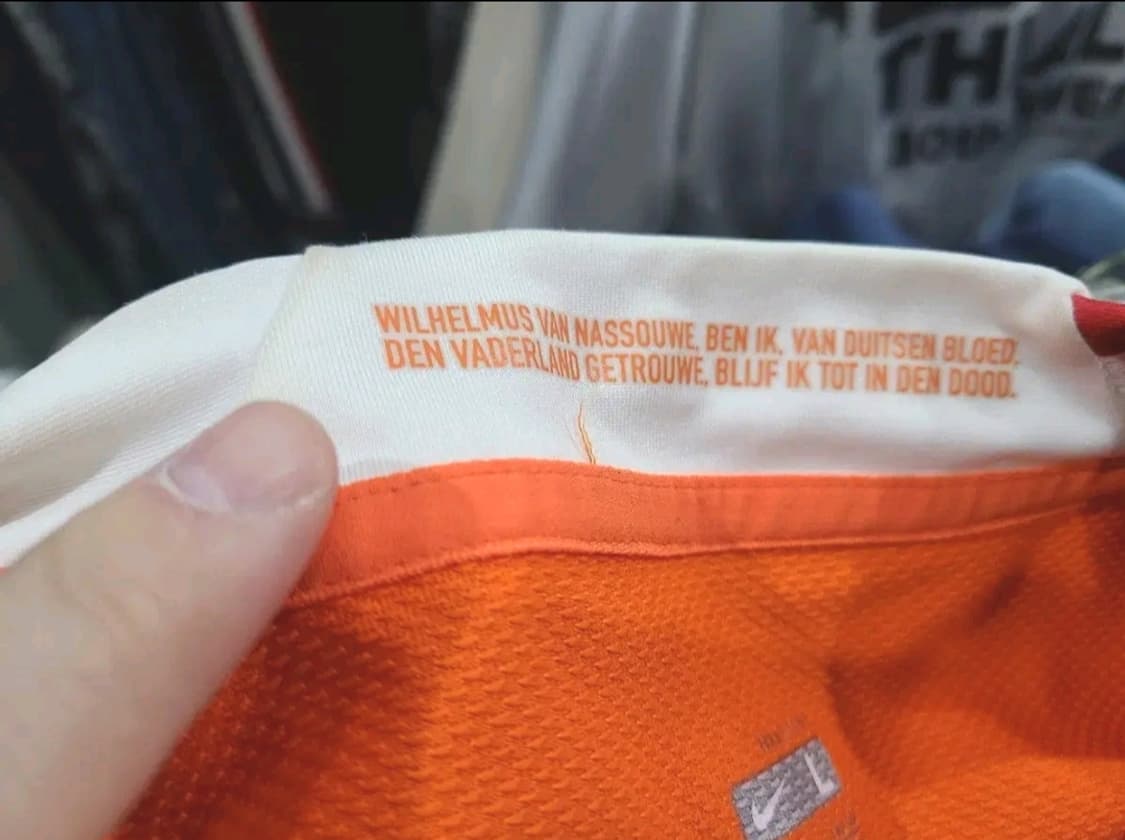 WILHELMUS VAN NASSOUWE, BEN IK, VAN DUITSEN BLOED,
DEN VADERLAND GETROUWE, BLIJF IK TOT IN DEN DOOD.
L